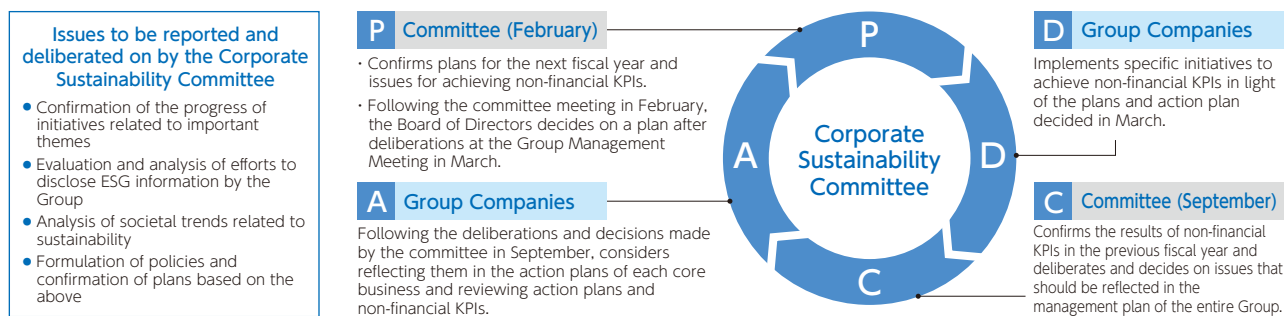 Issues to be reported and
deliberated on by the Corporate
Sustainability Committee
● Confirmation of the progress of
initiatives related to important
themes
● Evaluation and analysis of efforts to
disclose ESG information by the
Group
● Analysis of societal trends related to
sustainability
● Formulation of policies and
confirmation of plans based on the
above
P Committee (February)
・Confirms plans for the next fiscal year and
issues for achieving non-financial KPIs.
・Following the committee meeting in February,
the Board of Directors decides on a plan after
deliberations at the Group Management
Meeting in March.
A Group Companies
Following the deliberations and decisions made
by the committee in September, considers
reflecting them in the action plans of each core
business and reviewing action plans and
non-financial KPIs.
P
A
Corporate
Sustainability
Committee
D
C
D Group Companies
Implements specific initiatives to
achieve non-financial KPIs in light
of the plans and action plan
decided in March.
C Committee (September)
Confirms the results of non-financial
KPIs in the previous fiscal year and
deliberates and decides on issues that
should be reflected in the
management plan of the entire Group.